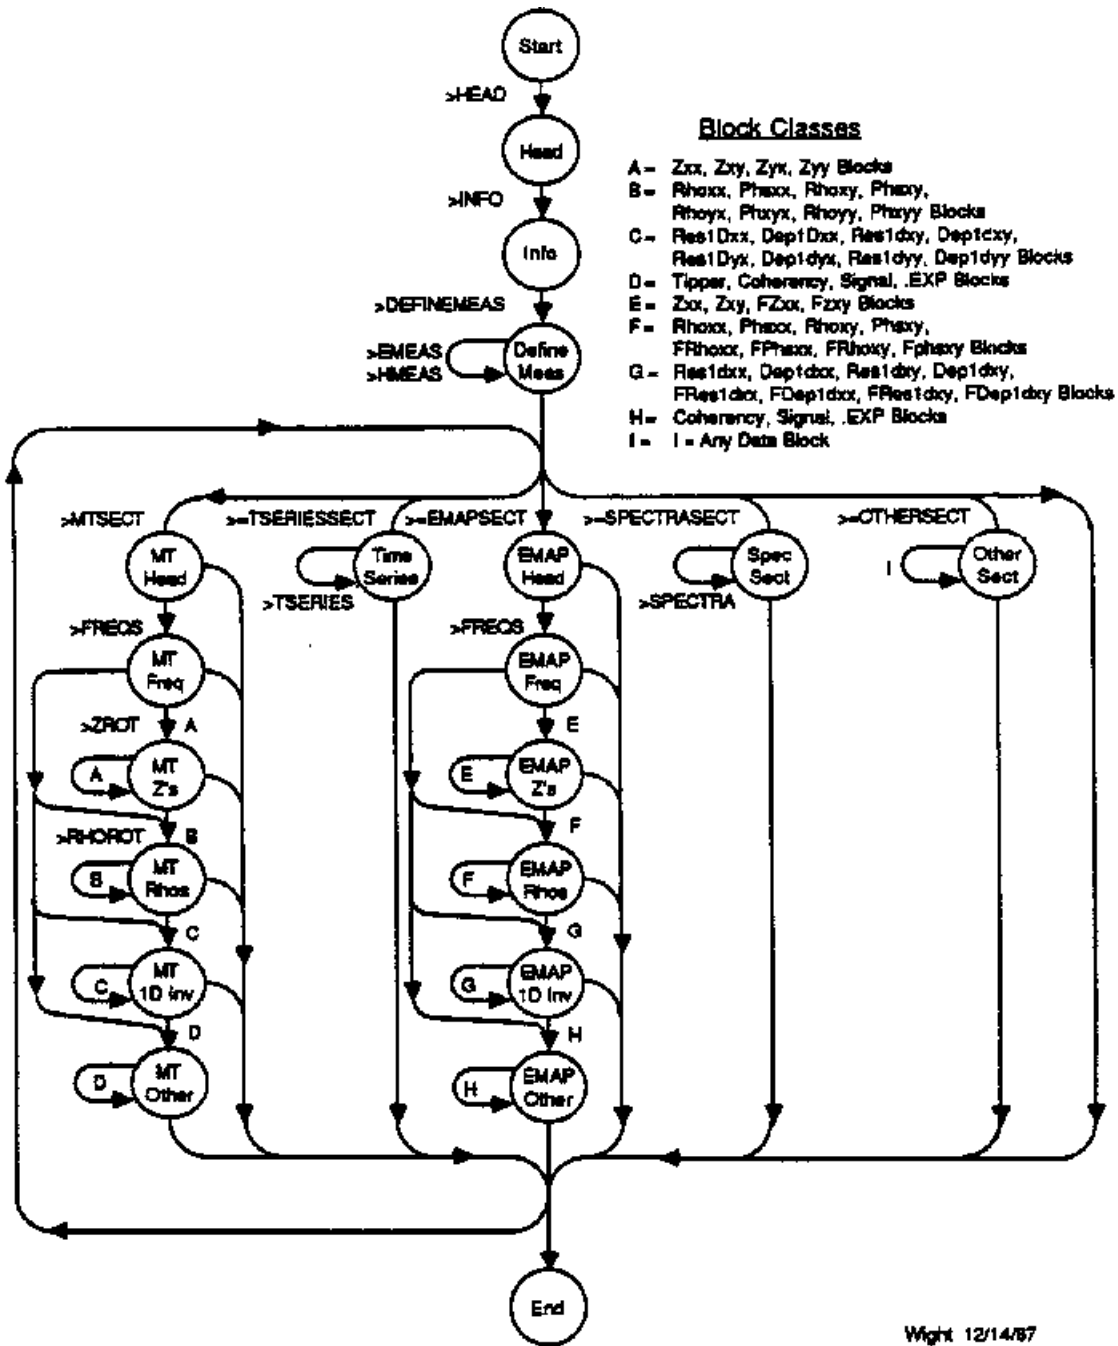 Start
>HEAD
Head
>INFO
Info
>DEFINEMEAS
>EMEAS
>HMEAS
Define
Meas
Block Classes
A = Zxx, Zxy, Zyx, Zyy Blocks
B = Rhoxx, Phsxx, Rhoxy, Phsxy,
Rhoyx, Phxyx, Rhoyy, Phxyy Blocks
C = Res1Dxx, Dep1Dxx, Res1dxy, Dep1dxy,
Res1Dyx, Dep1dyx, Res1dyy, Dep1dyy Blocks
D = Tipper, Coherency, Signal, .EXP Blocks
E = Zxx, Zxy, FZxx, Fzxy Blocks
F = Rhoxx, Phsxx, Rhoxy, Phsxy,
FRhoxx, FPhsxx, FRhoxy, Fphsxy Blocks
G = Res1dxx, Dep1dxx, Res1dxy, Dep1dxy,
FRes1dxx, FDep1dxx, FRes1dxy, FDep1dxy Blocks
H = Coherency, Signal, .EXP Blocks
I = I = Any Data Block
>MTSECT
>=TSERIESSECT
>=EMAPSECT
>=SPECTRASECT
>=OTHERSECT
MT
Head
Time
Series
>TSERIES
EMAP
Head
Spec
Sect
>SPECTRA
I
Other
Sect
>FREQS
MT
Freq
>FREQS
EMAP
Freq
>ZROT
A
E
A
MT
Z's
E
EMAP
Z's
>RHOROT
B
F
B
MT
Rhos
F
EMAP
Rhos
C
G
C
MT
1D Inv
G
EMAP
1D Inv
D
H
D
MT
Other
H
EMAP
Other
End
Wight 12/14/87